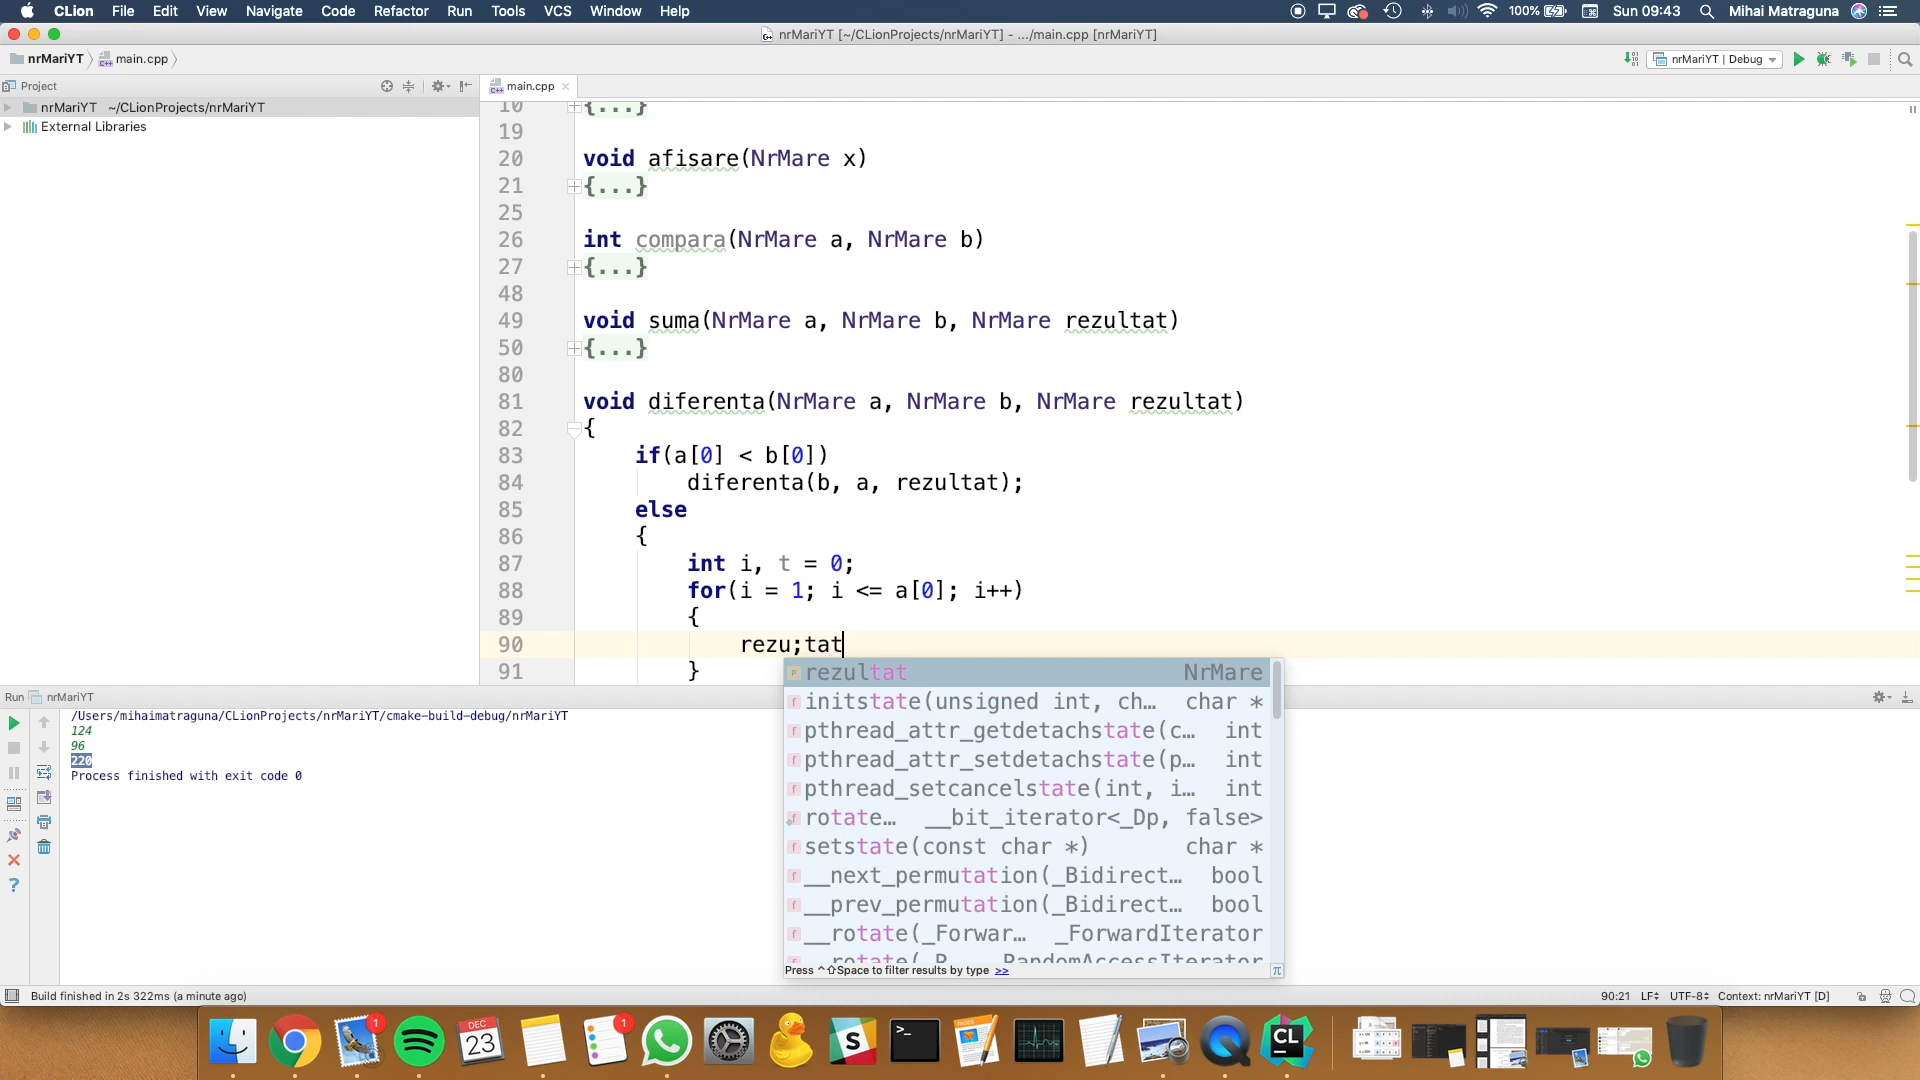 CLion File Edit View Navigate Code Refactor Run Tools VCS Window Help 100% Sun 09:43 Mihai Matraguna
nrMariYT [~/CLionProjects/nrMariYT] - .../main.cpp [nrMariYT]
nrMariYT main.cpp nrMariYT | Debug
Project main.cpp
nrMariYT ~/CLionProjects/nrMariYT
External Libraries
10 {...}
19
20 void afisare(NrMare x)
21 {...}
25
26 int compara(NrMare a, NrMare b)
27 {...}
48
49 void suma(NrMare a, NrMare b, NrMare rezultat)
50 {...}
80
81 void diferenta(NrMare a, NrMare b, NrMare rezultat)
82 {
83 if(a[0] < b[0])
84 diferenta(b, a, rezultat);
85 else
86 {
87 int i, t = 0;
88 for(i = 1; i <= a[0]; i++)
89 {
90 rezu;tat
91 }
rezultat NrMare
initstate(unsigned int, ch… char *
pthread_attr_getdetachstate(c… int
pthread_attr_setdetachstate(p… int
pthread_setcancelstate(int, i… int
rotate… __bit_iterator<_Dp, false>
setstate(const char *) char *
__next_permutation(_Bidirect… bool
__prev_permutation(_Bidirect… bool
__rotate(_Forwar… _ForwardIterator
Press ^⇧Space to filter results by type >>
Run nrMariYT
/Users/mihaimatraguna/CLionProjects/nrMariYT/cmake-build-debug/nrMariYT
124
96
220
Process finished with exit code 0
Build finished in 2s 322ms (a minute ago) 90:21 LF UTF-8 Context: nrMariYT [D]
1 DEC 23 1 S CL